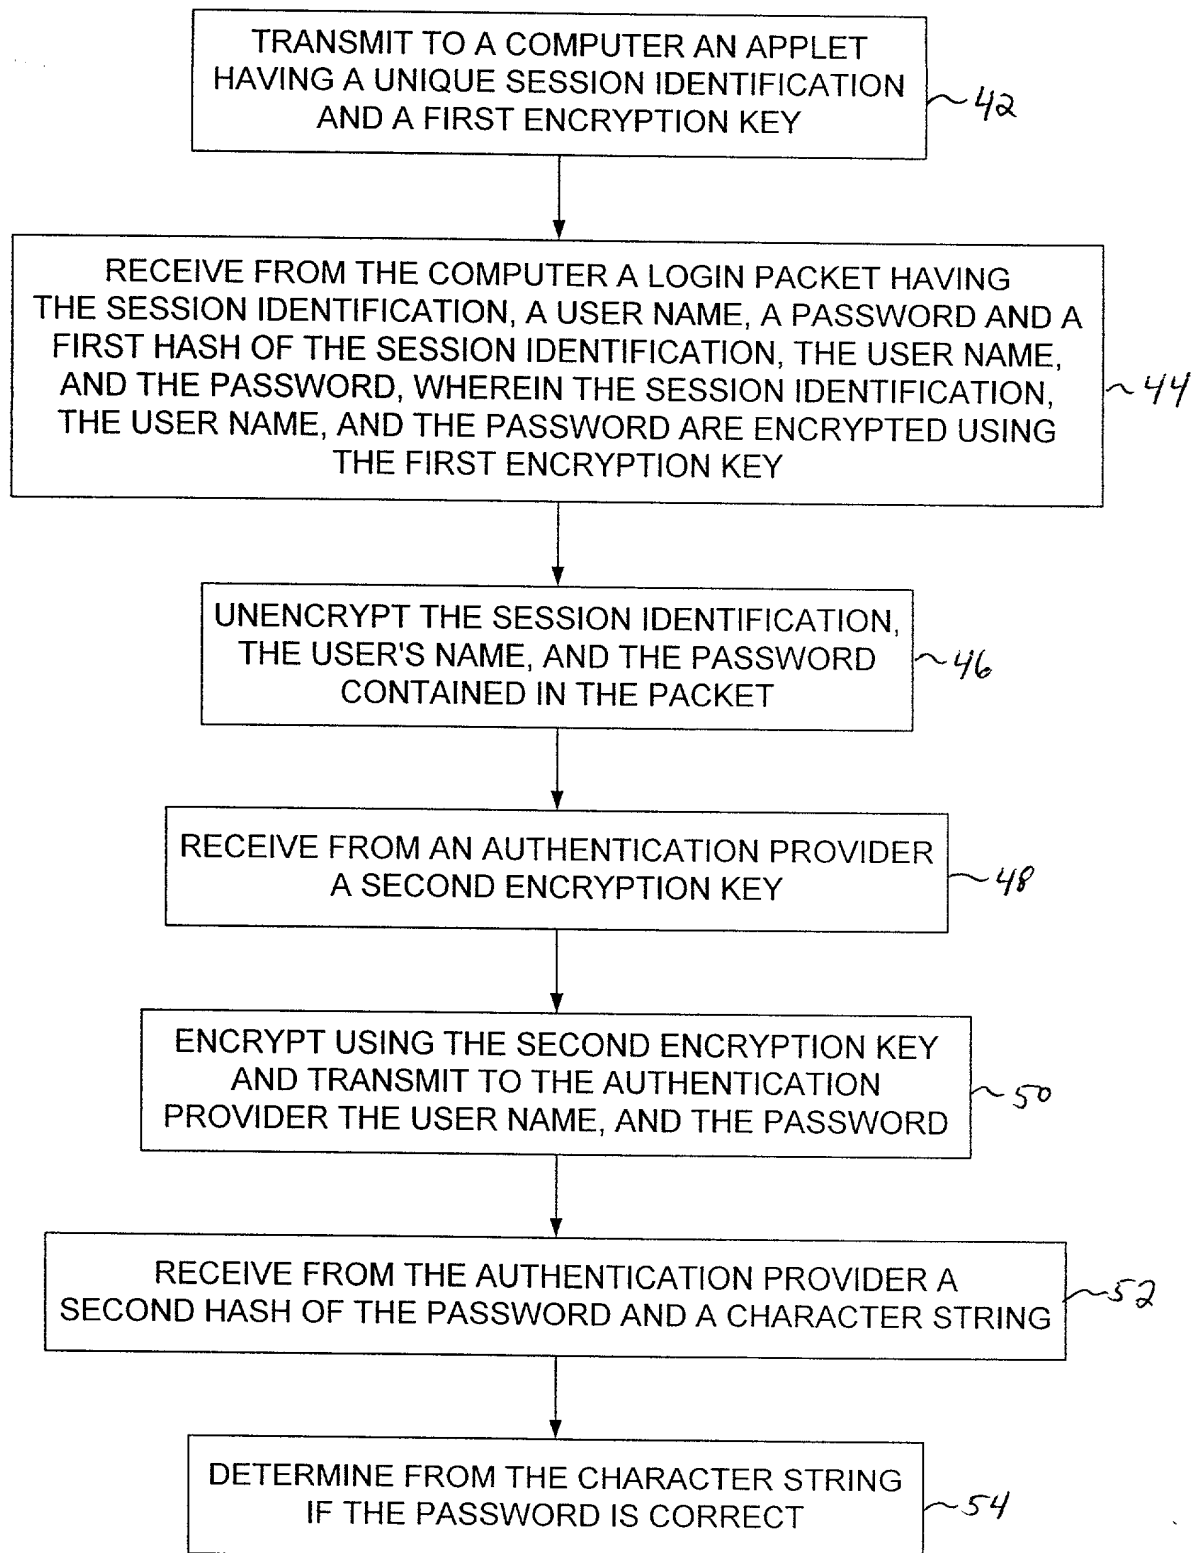 TRANSMIT TO A COMPUTER AN APPLET
HAVING A UNIQUE SESSION IDENTIFICATION
AND A FIRST ENCRYPTION KEY
42
RECEIVE FROM THE COMPUTER A LOGIN PACKET HAVING
THE SESSION IDENTIFICATION, A USER NAME, A PASSWORD AND A
FIRST HASH OF THE SESSION IDENTIFICATION, THE USER NAME,
AND THE PASSWORD, WHEREIN THE SESSION IDENTIFICATION,
THE USER NAME, AND THE PASSWORD ARE ENCRYPTED USING
THE FIRST ENCRYPTION KEY
44
UNENCRYPT THE SESSION IDENTIFICATION,
THE USER'S NAME, AND THE PASSWORD
CONTAINED IN THE PACKET
46
RECEIVE FROM AN AUTHENTICATION PROVIDER
A SECOND ENCRYPTION KEY
48
ENCRYPT USING THE SECOND ENCRYPTION KEY
AND TRANSMIT TO THE AUTHENTICATION
PROVIDER THE USER NAME, AND THE PASSWORD
50
RECEIVE FROM THE AUTHENTICATION PROVIDER A
SECOND HASH OF THE PASSWORD AND A CHARACTER STRING
52
DETERMINE FROM THE CHARACTER STRING
IF THE PASSWORD IS CORRECT
54